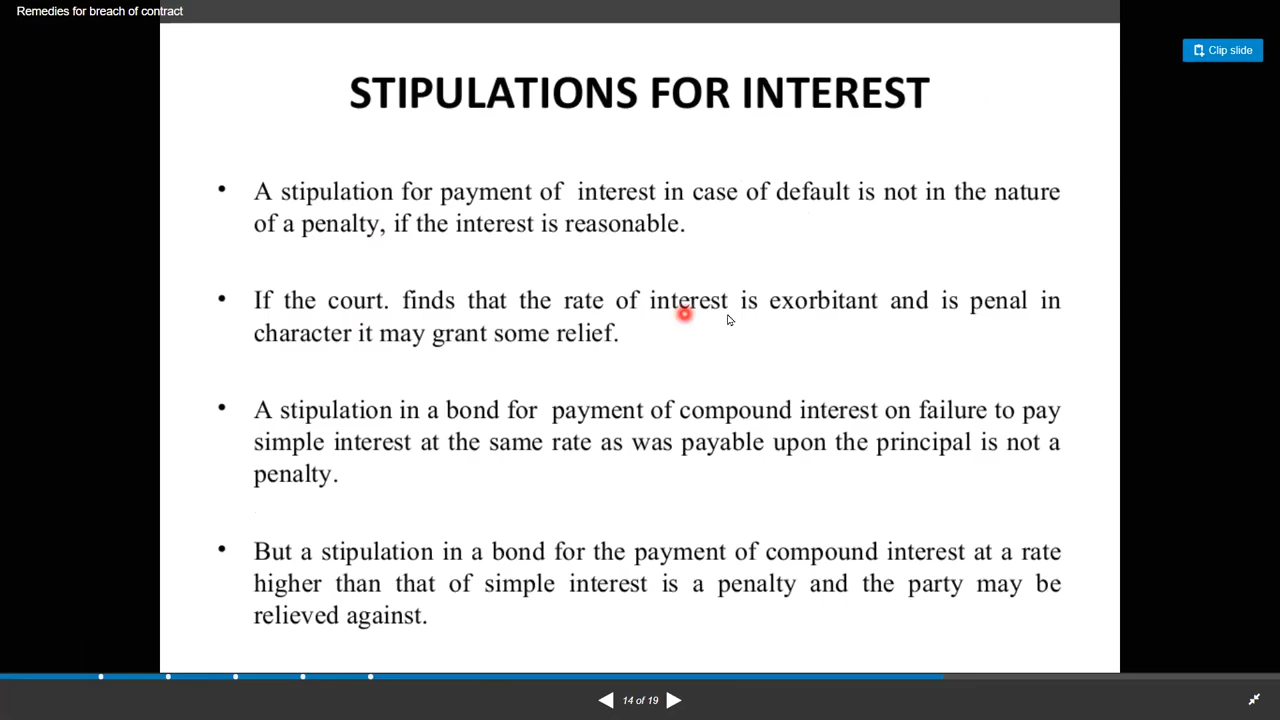 Remedies for breach of contract
Clip slide
STIPULATIONS FOR INTEREST
• A stipulation for payment of interest in case of default is not in the nature
of a penalty, if the interest is reasonable.
• If the court. finds that the rate of interest is exorbitant and is penal in
character it may grant some relief.
• A stipulation in a bond for payment of compound interest on failure to pay
simple interest at the same rate as was payable upon the principal is not a
penalty.
• But a stipulation in a bond for the payment of compound interest at a rate
higher than that of simple interest is a penalty and the party may be
relieved against.
14 of 19